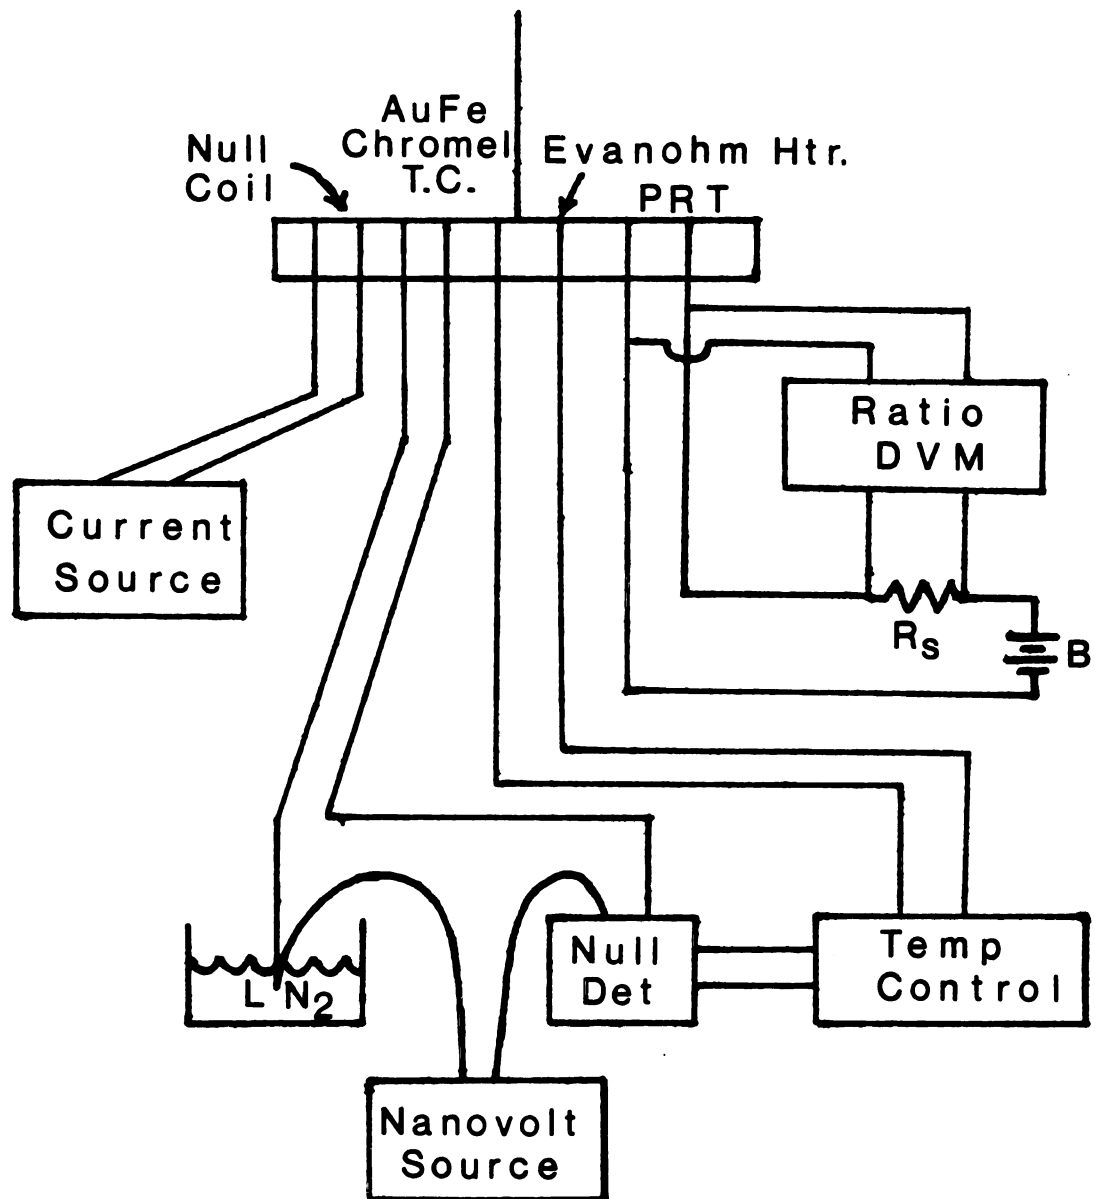 AuFe
Chromel
T.C.
Null
Coil
Evanohm Htr.
PRT
Ratio
DVM
Current
Source
Rs
B
L N2
Null
Det
Temp
Control
Nanovolt
Source